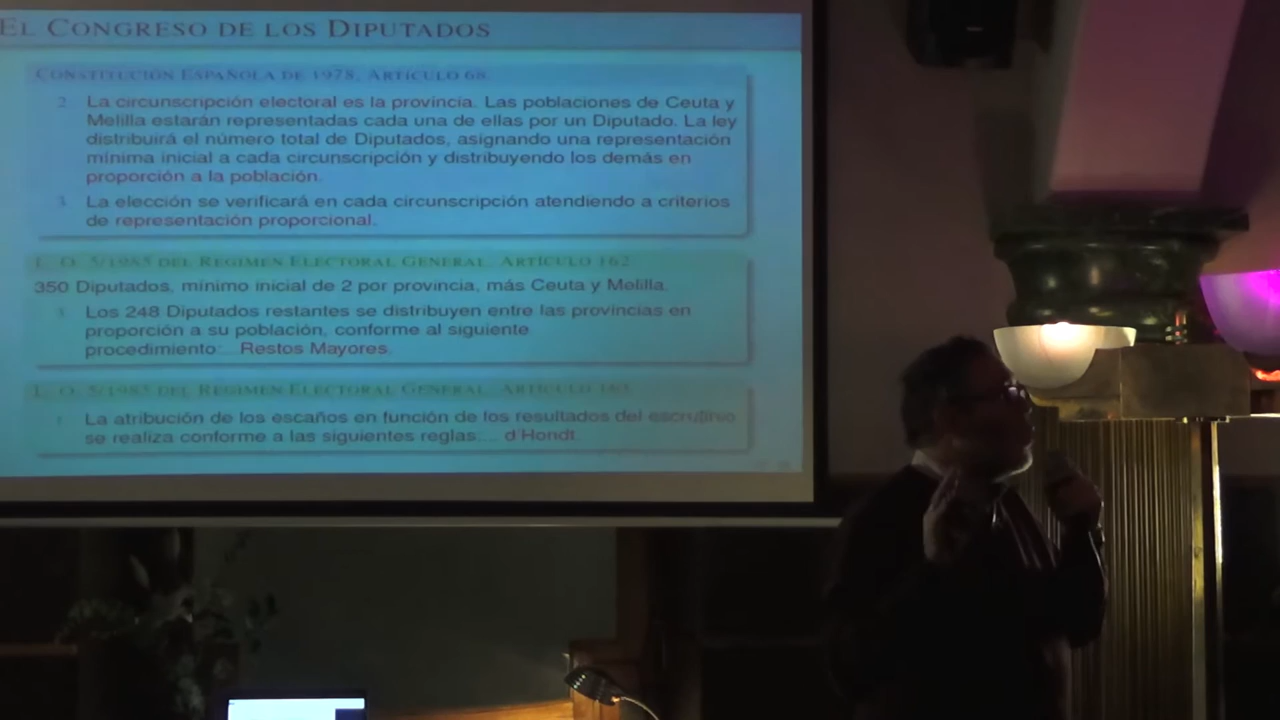 EL CONGRESO DE LOS DIPUTADOS
CONSTITUCIÓN ESPAÑOLA DE 1978, ARTÍCULO 68
2 La circunscripción electoral es la provincia. Las poblaciones de Ceuta y
Melilla estarán representadas cada una de ellas por un Diputado. La ley
distribuirá el número total de Diputados, asignando una representación
mínima inicial a cada circunscripción y distribuyendo los demás en
proporción a la población.
3 La elección se verificará en cada circunscripción atendiendo a criterios
de representación proporcional.
L. O. 5/1985 DEL REGIMEN ELECTORAL GENERAL. ARTÍCULO 162
350 Diputados, mínimo inicial de 2 por provincia, más Ceuta y Melilla.
Los 248 Diputados restantes se distribuyen entre las provincias en
proporción a su población, conforme al siguiente
procedimiento:... Restos Mayores.
L. O. 5/1985 DEL REGIMEN ELECTORAL GENERAL. ARTÍCULO
La atribución de los escaños en función de los resultados del escrutinio
se realiza conforme a las siguientes reglas:... d'Hondt.